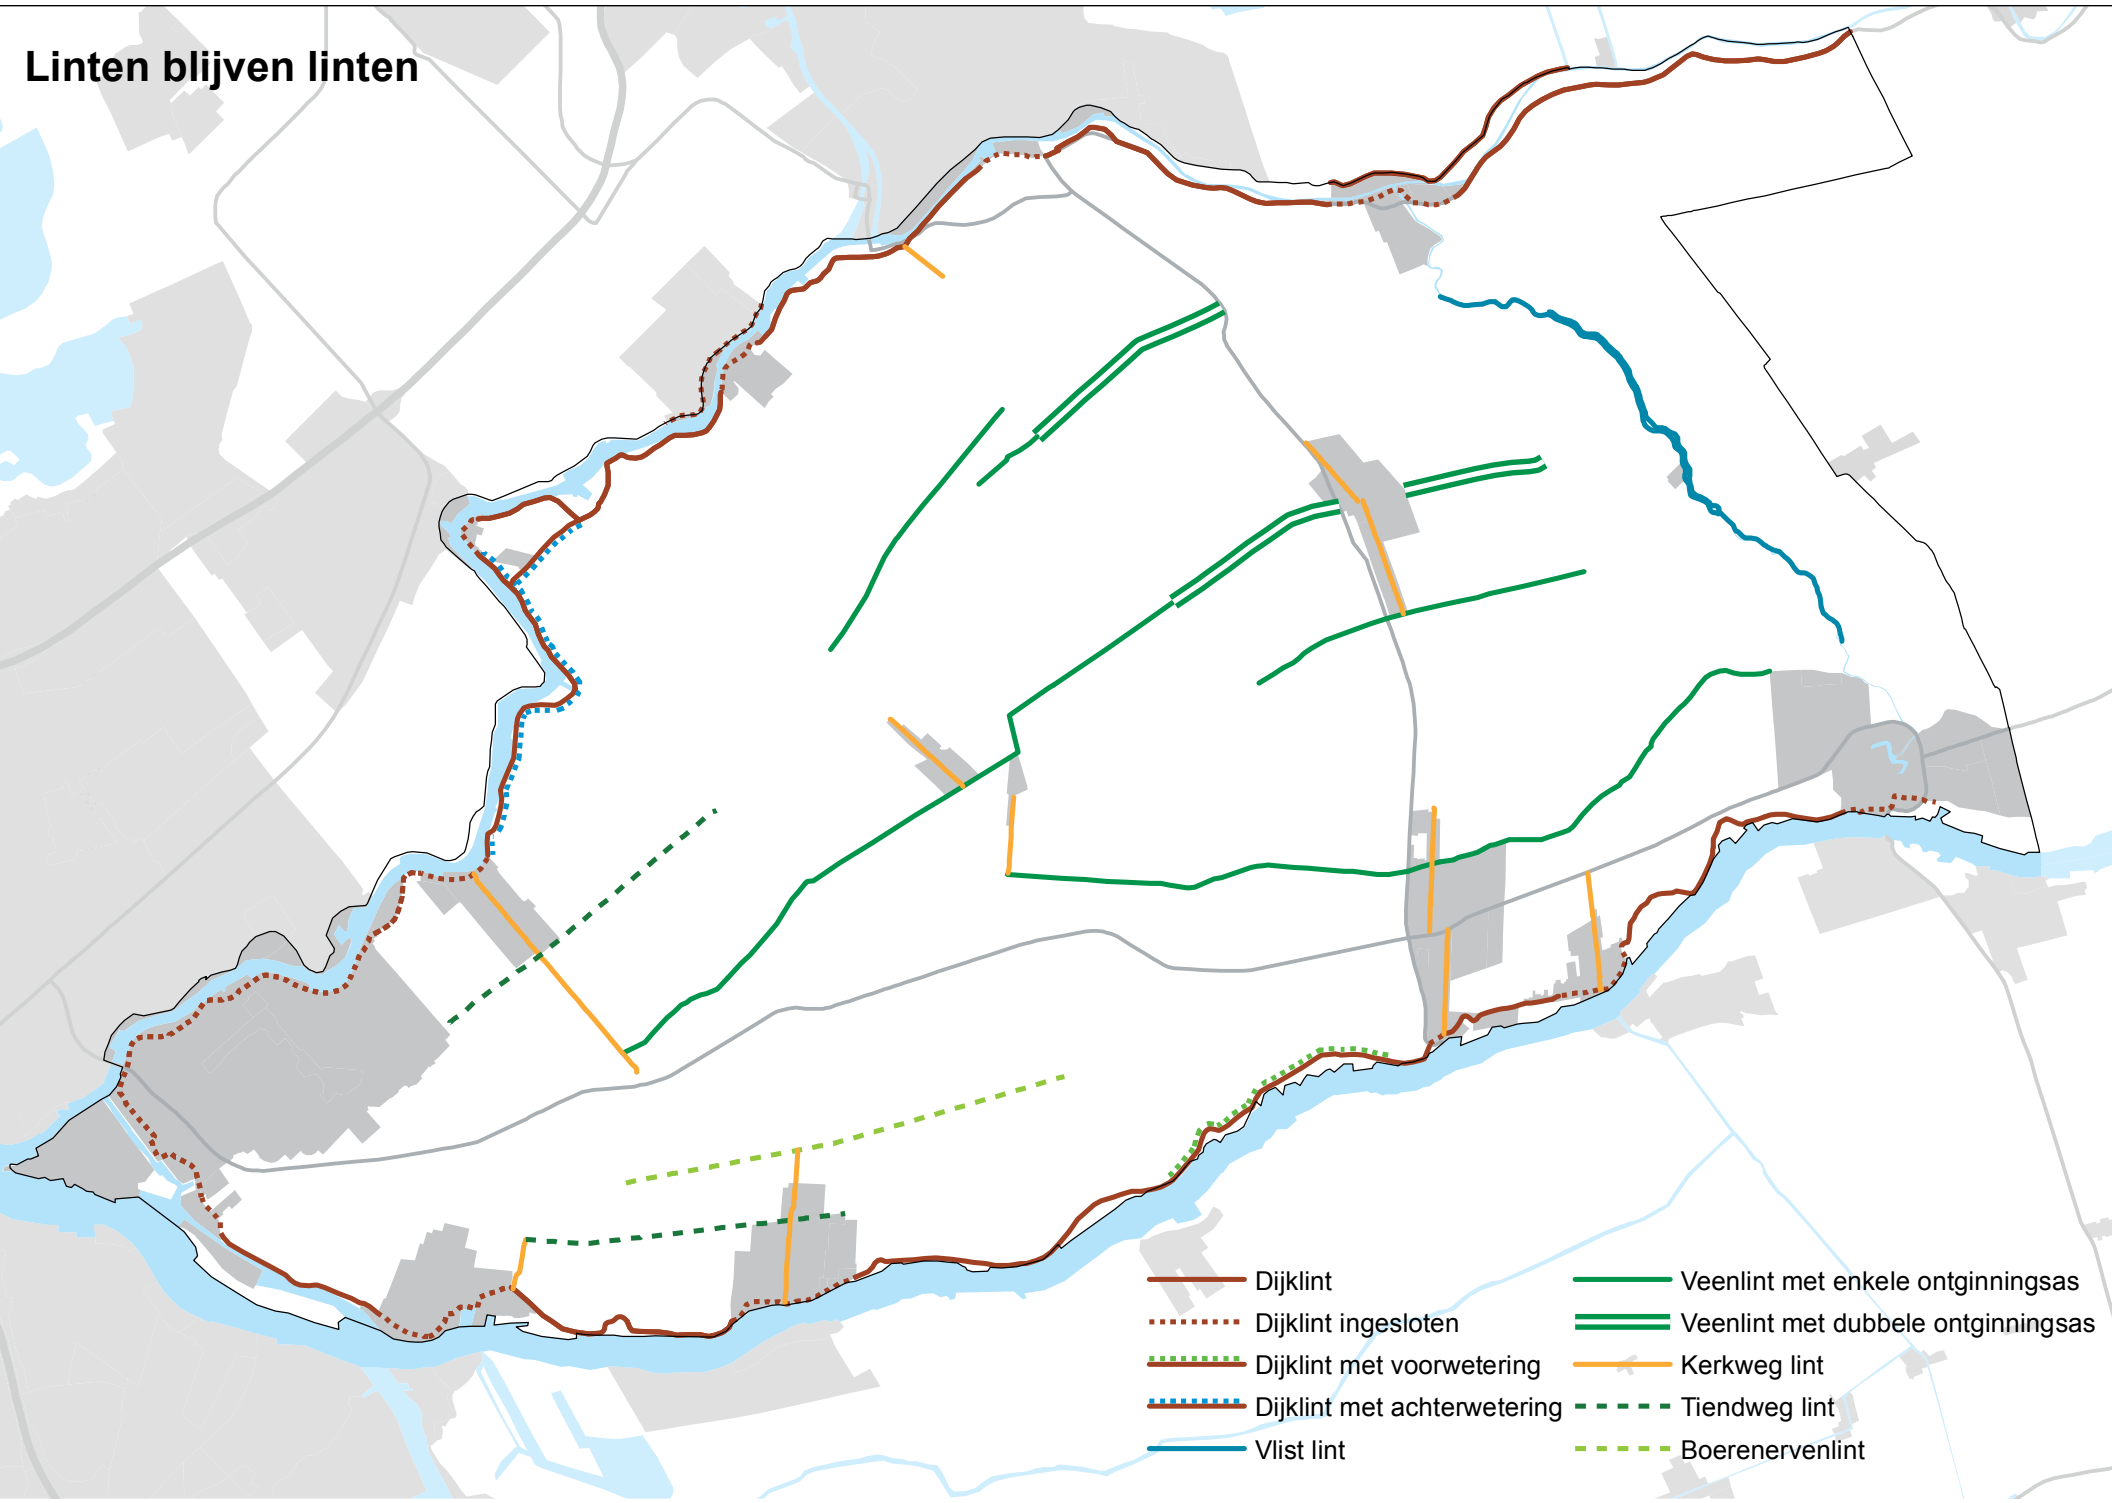 Linten blijven linten
Dijklint
Dijklint ingesloten
Dijklint met voorwetering
Dijklint met achterwetering
Vlist lint
Veenlint met enkele ontginningsas
Veenlint met dubbele ontginningsas
Kerkweg lint
Tiendweg lint
Boerenervenlint